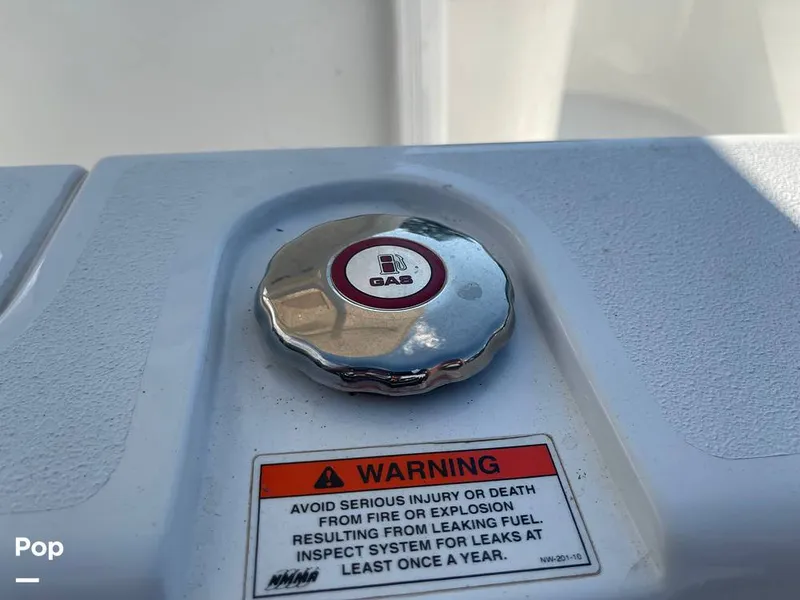 GAS
WARNING
AVOID SERIOUS INJURY OR DEATH
FROM FIRE OR EXPLOSION
RESULTING FROM LEAKING FUEL.
INSPECT SYSTEM FOR LEAKS AT
LEAST ONCE A YEAR.
NMMA
NW-201-10
Pop